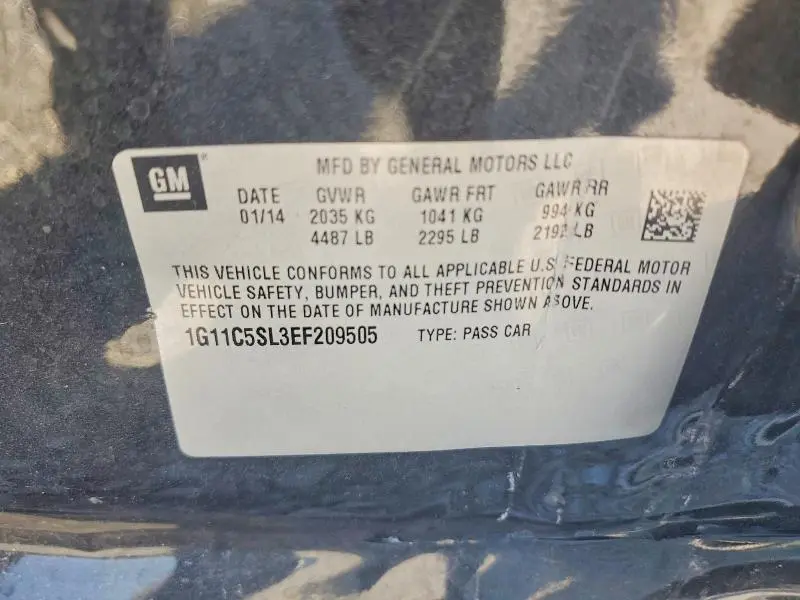 GM
MFD BY GENERAL MOTORS LLC
DATE GVWR GAWR FRT GAWR RR
01/14 2035 KG 1041 KG 994 KG
4487 LB 2295 LB LB
THIS VEHICLE CONFORMS TO ALL APPLICABLE U.S. FEDERAL MOTOR
VEHICLE SAFETY, BUMPER, AND THEFT PREVENTION STANDARDS IN
EFFECT ON THE DATE OF MANUFACTURE SHOWN ABOVE.
1G11C5SL3EF209505 TYPE: PASS CAR